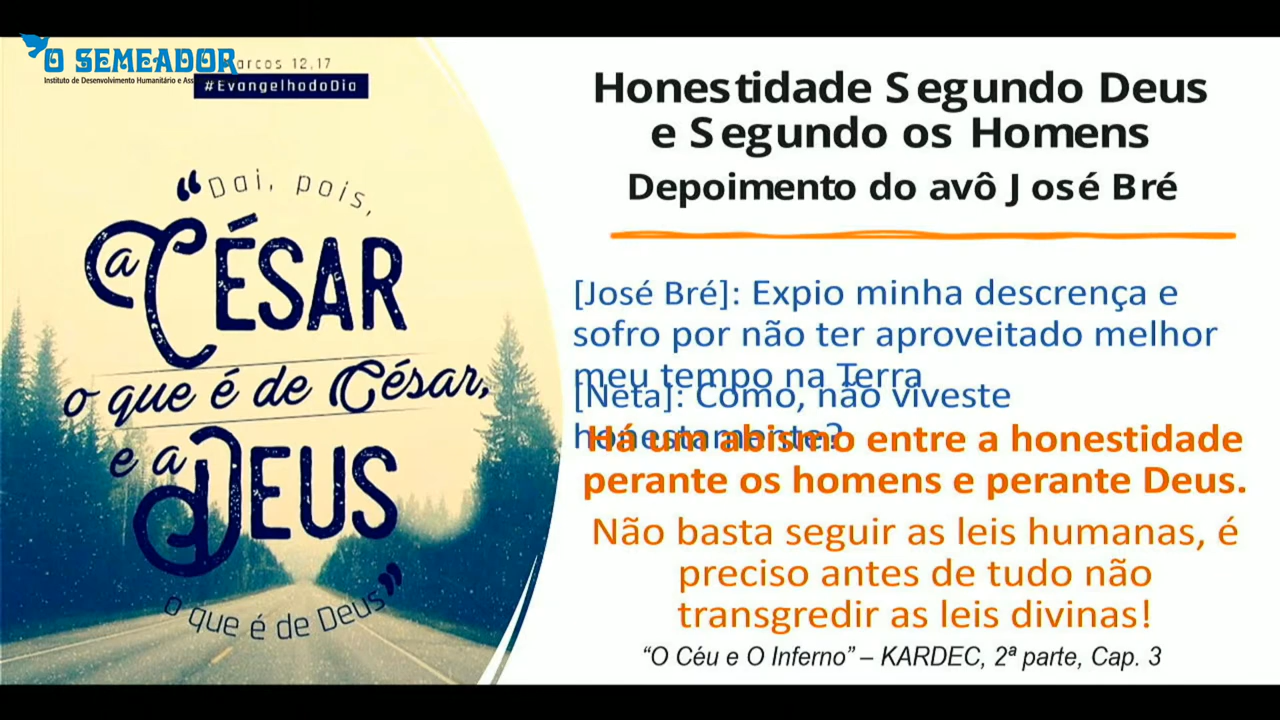 O SEMEADOR
Instituto de Desenvolvimento Humanitário e
arcos 12,17
#EvangelhodoDia
“Dai, pois,
a CÉSAR
o que é de César,
e a DEUS
o que é de Deus”
Honestidade Segundo Deus
e Segundo os Homens
Depoimento do avô José Bré
[José Bré]: Expio minha descrença e
sofro por não ter aproveitado melhor
meu tempo na Terra
[Neta]: Como, não viveste
honestamente?
Há um abismo entre a honestidade
perante os homens e perante Deus.
Não basta seguir as leis humanas, é
preciso antes de tudo não
transgredir as leis divinas!
“O Céu e O Inferno” – KARDEC, 2ª parte, Cap. 3